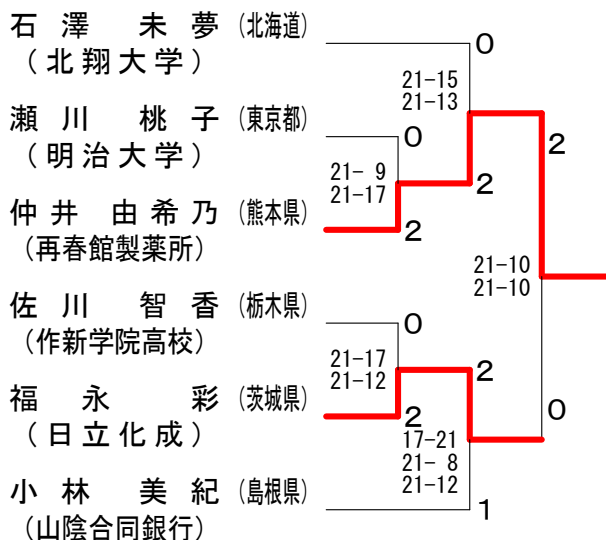 石澤 未夢 (北海道)
(北翔大学)
0
21-15
21-13
瀬川 桃子 (東京都)
(明治大学)
0
2
21- 9
21-17
2
仲井 由希乃 (熊本県)
(再春館製薬所)
2
21-10
21-10
佐川 智香 (栃木県)
(作新学院高校)
0
21-17
21-12
2
福永 彩 (茨城県)
(日立化成)
2
0
17-21
21- 8
21-12
小林 美紀 (島根県)
(山陰合同銀行)
1